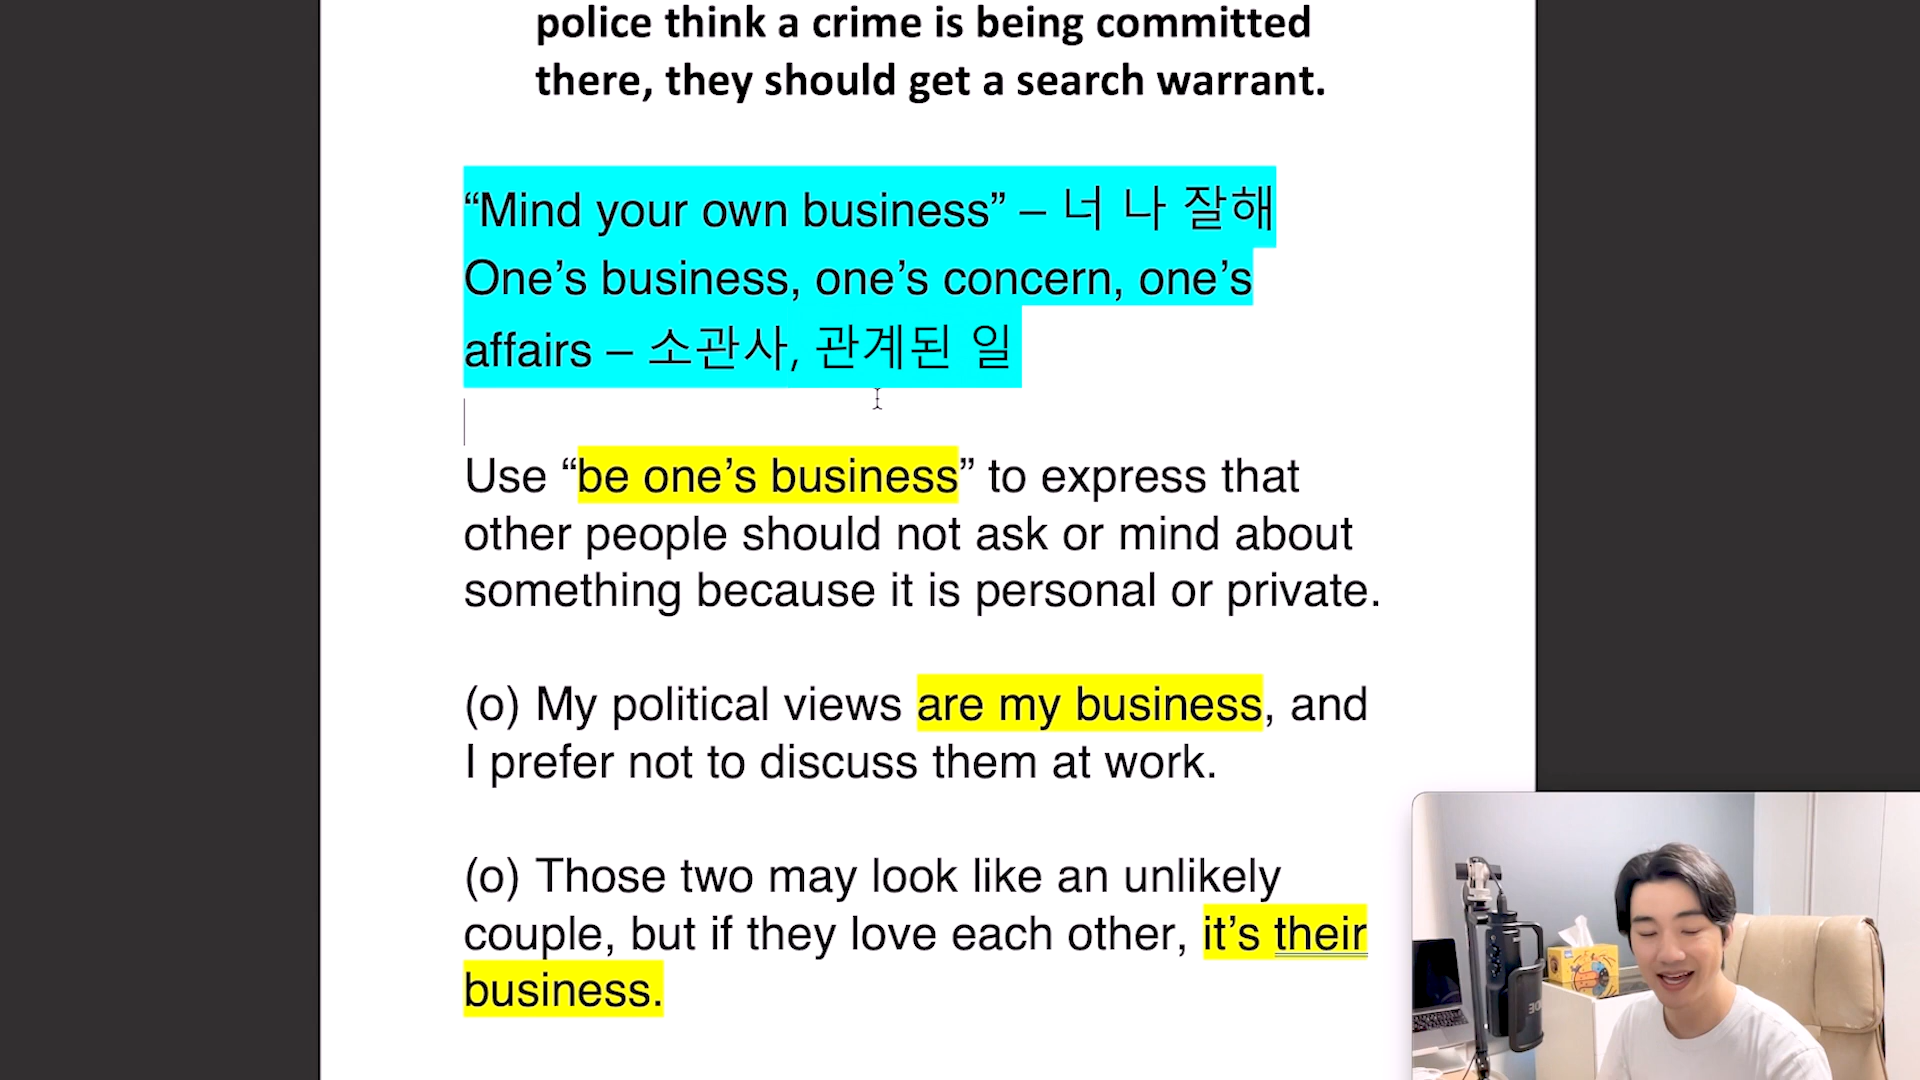 police think a crime is being committed
there, they should get a search warrant.
“Mind your own business” – 너 나 잘해
One’s business, one’s concern, one’s
affairs – 소관사, 관계된 일
Use “be one’s business” to express that
other people should not ask or mind about
something because it is personal or private.
(o) My political views are my business, and
I prefer not to discuss them at work.
(o) Those two may look like an unlikely
couple, but if they love each other, it’s their
business.